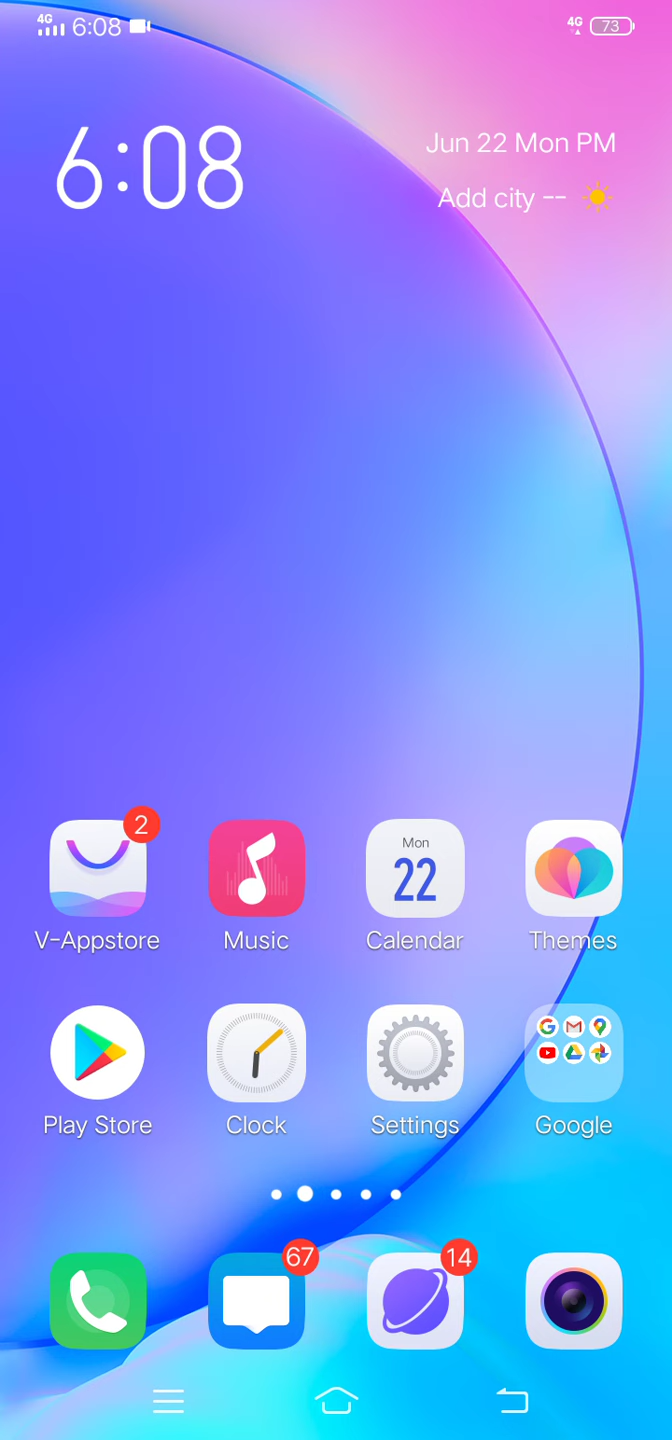 4G 6:08 4G 73
6:08
Jun 22 Mon PM
Add city --
2
Mon
22
V-Appstore Music Calendar Themes
Play Store Clock Settings Google
67 14